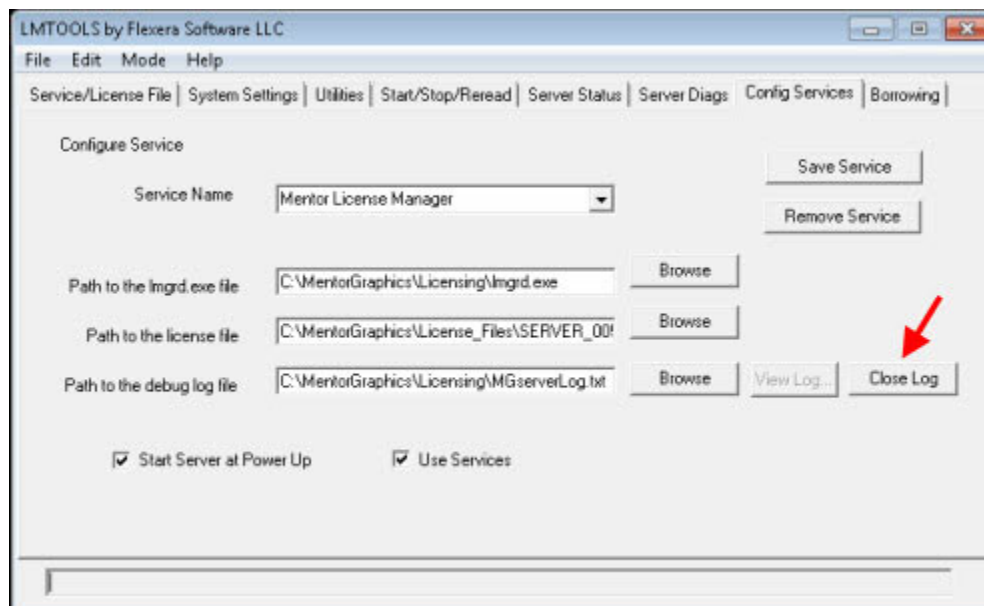 LMTOOLS by Flexera Software LLC
File Edit Mode Help
Service/License File System Settings Utilities Start/Stop/Reread Server Status Server Diags Config Services Borrowing
Configure Service
Save Service
Service Name Mentor License Manager
Remove Service
Path to the lmgrd.exe file C:\MentorGraphics\Licensing\lmgrd.exe Browse
Path to the license file C:\MentorGraphics\License_Files\SERVER_005 Browse
Path to the debug log file C:\MentorGraphics\Licensing\MGserverLog.txt Browse View Log... Close Log
Start Server at Power Up Use Services